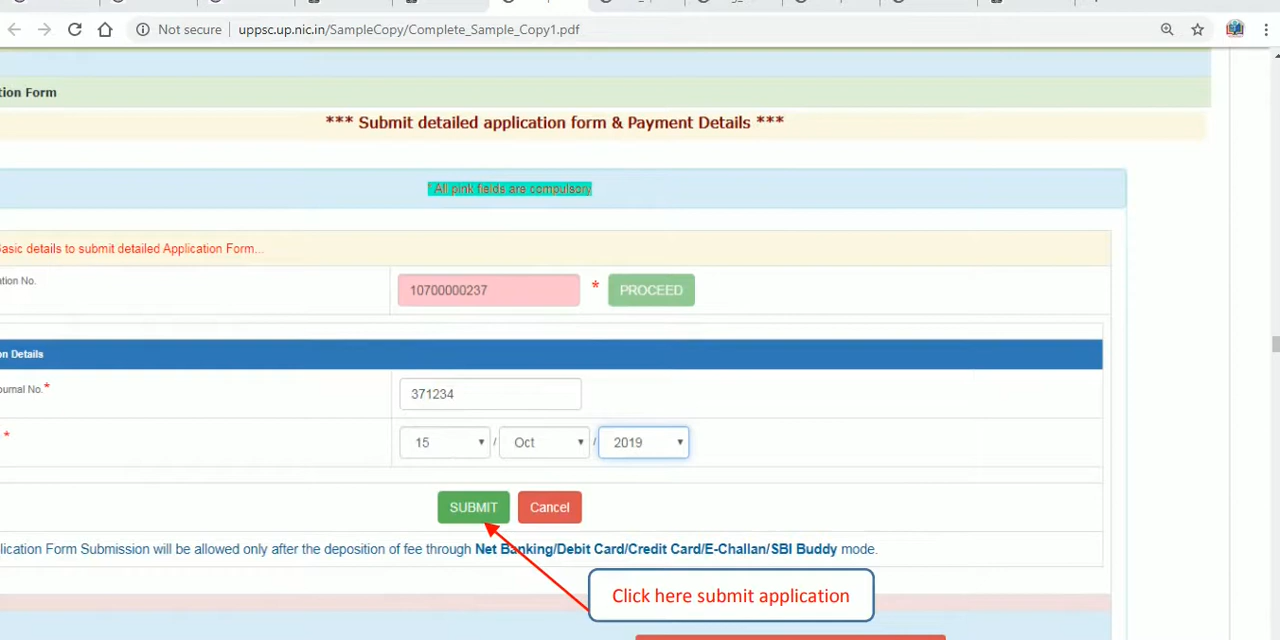 Not secure uppsc.up.nic.in/SampleCopy/Complete_Sample_Copy1.pdf
tion Form
*** Submit detailed application form & Payment Details ***
* All pink fields are compulsory
Basic details to submit detailed Application Form...
ation No. 10700000237 * PROCEED
on Details
ournal No.* 371234
* 15 / Oct / 2019
SUBMIT Cancel
lication Form Submission will be allowed only after the deposition of fee through Net Banking/Debit Card/Credit Card/E-Challan/SBI Buddy mode.
Click here submit application